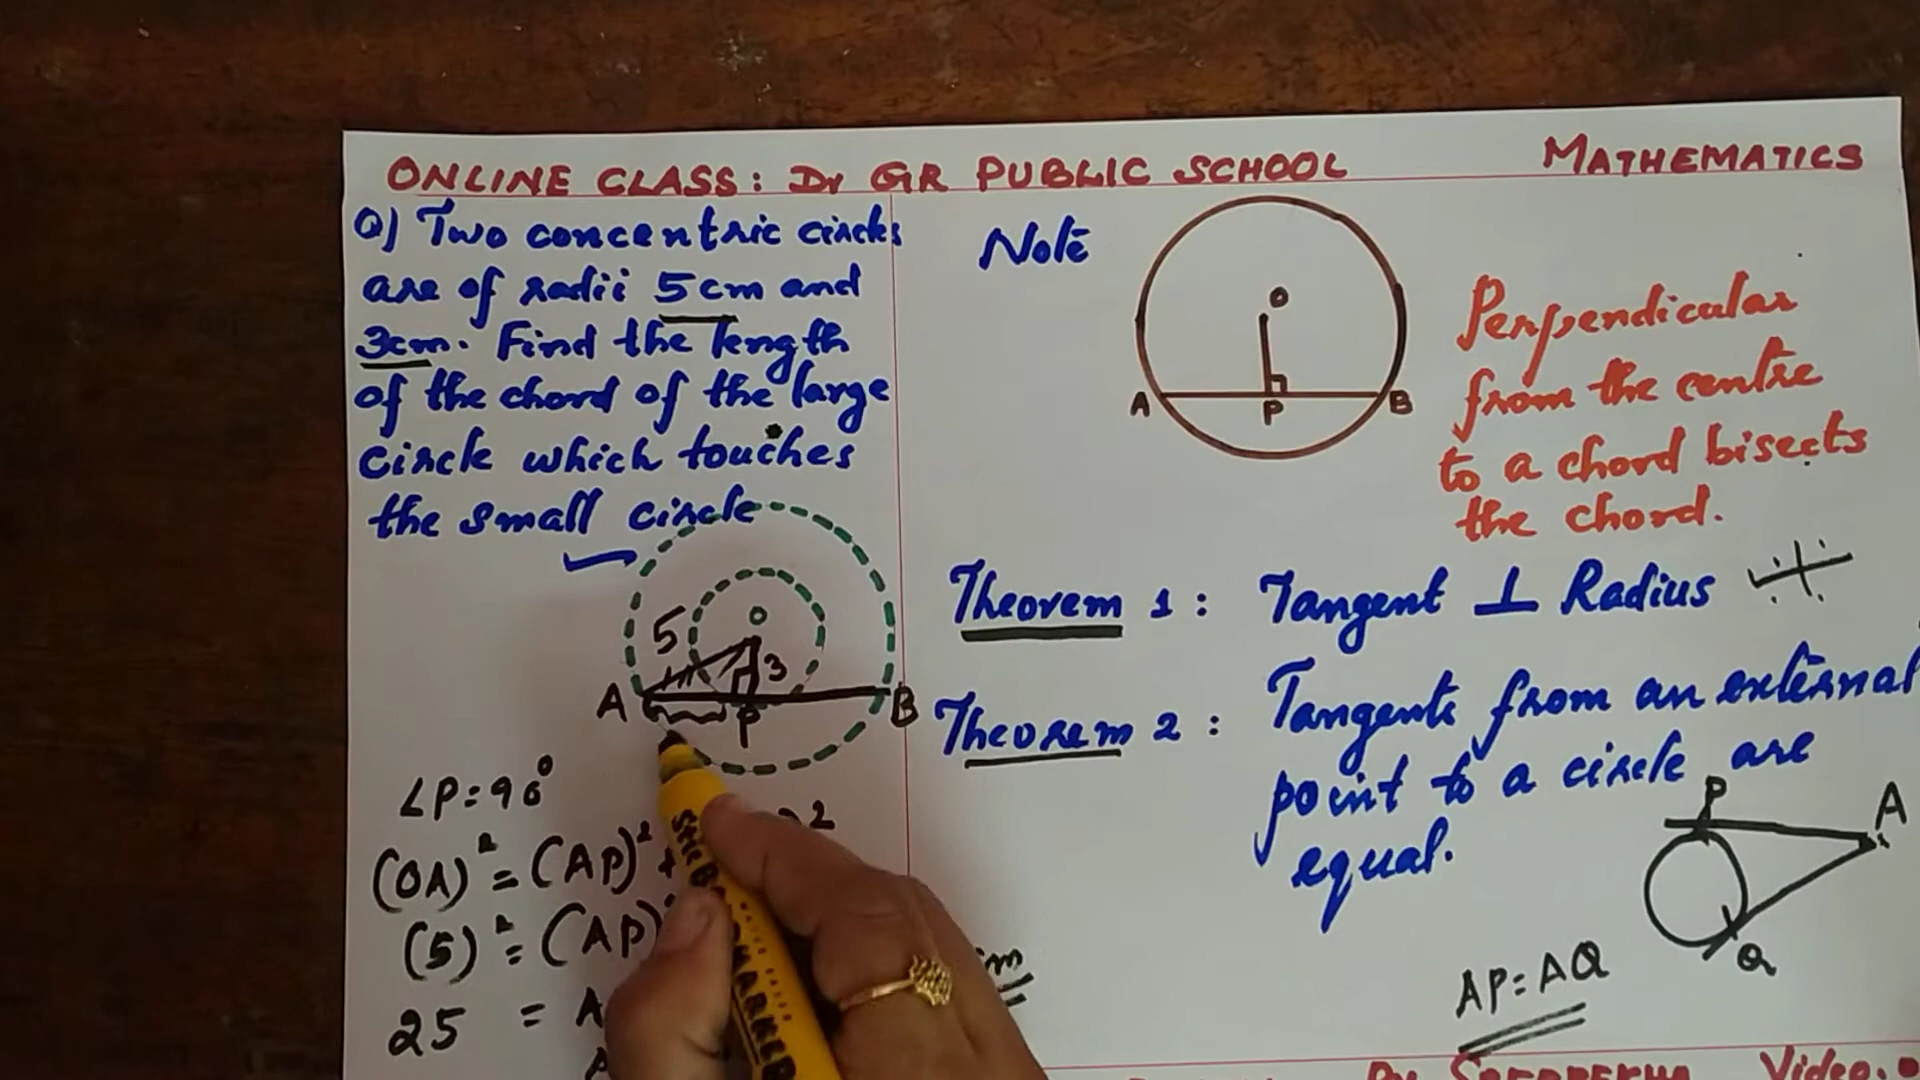 ONLINE CLASS: Dr GR PUBLIC SCHOOL MATHEMATICS
Q) Two concentric circles
are of radii 5cm and
3cm. Find the length
of the chord of the large
circle which touches
the small circle
O
5
3
A P B
∠P=90°
(OA)² = (AP)² +
2
(5)² = (AP)
25 = A
Note
O
A P B
Perpendicular
from the centre
to a chord bisects
the chord.
Theorem 1: Tangent ⊥ Radius
Theorem 2: Tangents from an external
point to a circle are
equal.
P A
Q
AP=AQ
Video.